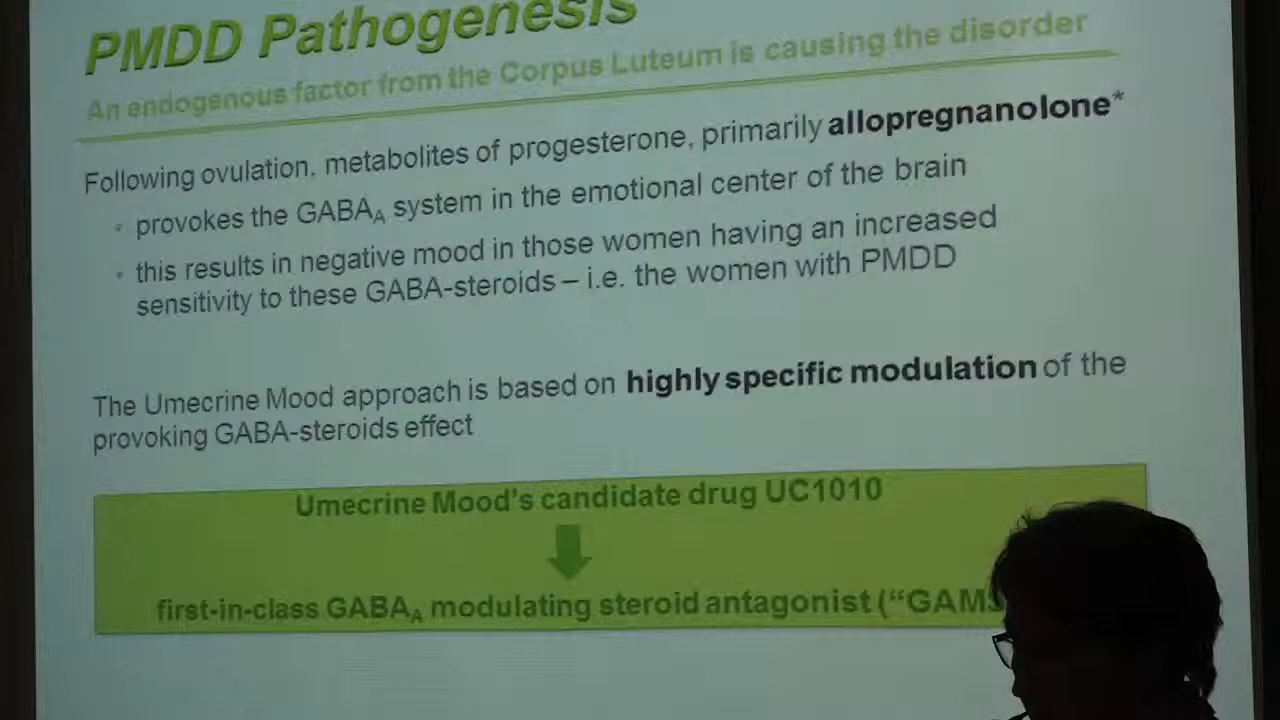 PMDD Pathogenesis
An endogenous factor from the Corpus Luteum is causing the disorder
Following ovulation, metabolites of progesterone, primarily allopregnanolone*
• provokes the GABAA system in the emotional center of the brain
• this results in negative mood in those women having an increased
sensitivity to these GABA-steroids – i.e. the women with PMDD
The Umecrine Mood approach is based on highly specific modulation of the
provoking GABA-steroids effect
Umecrine Mood's candidate drug UC1010
first-in-class GABAA modulating steroid antagonist (“GAMS